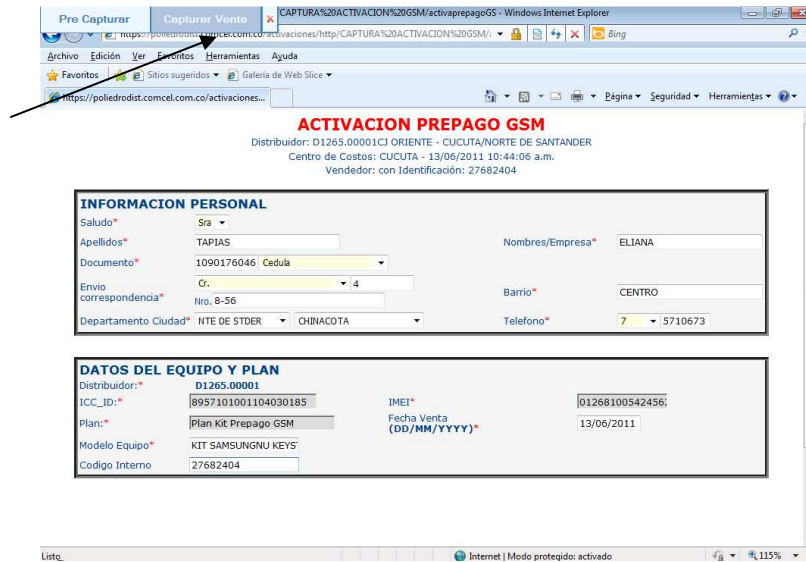 Pre Capturar Capturar Venta CAPTURA%20ACTIVACION%20GSM/activaprepagoGS - Windows Internet Explorer
activaciones/http/CAPTURA%20ACTIVACION%20GSM/ Bing
Archivo Edición Ver Favoritos Herramientas Ayuda
Favoritos Sitios sugeridos Galería de Web Slice
https://poliedrodist.comcel.com.co/activaciones... Página Seguridad Herramientas
ACTIVACION PREPAGO GSM
Distribuidor: D1265.00001CJ ORIENTE - CUCUTA/NORTE DE SANTANDER
Centro de Costos: CUCUTA - 13/06/2011 10:44:06 a.m.
Vendedor: con Identificación: 27682404
INFORMACION PERSONAL
Saludo* Sra
Apellidos* TAPIAS Nombres/Empresa* ELIANA
Documento* 1090176046 Cedula
Envio correspondencia* Cr. 4
Nro. 8-56 Barrio* CENTRO
Departamento Ciudad* NTE DE STDER CHINACOTA Telefono* 7 5710673
DATOS DEL EQUIPO Y PLAN
Distribuidor:* D1265.00001
ICC_ID:* 8957101001104030185 IMEI* 01268100542456
Plan:* Plan Kit Prepago GSM Fecha Venta (DD/MM/YYYY)* 13/06/2011
Modelo Equipo* KIT SAMSUNGNU KEYS
Codigo Interno 27682404
Listo Internet | Modo protegido: activado 115%